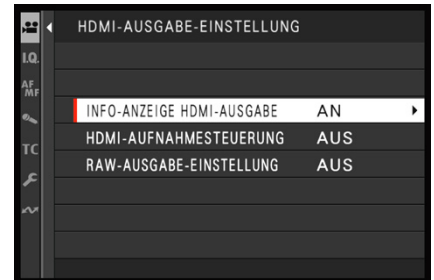 HDMI-AUSGABE-EINSTELLUNG
I.Q.
AF
MF
TC
INFO-ANZEIGE HDMI-AUSGABE AN
HDMI-AUFNAHMESTEUERUNG AUS
RAW-AUSGABE-EINSTELLUNG AUS